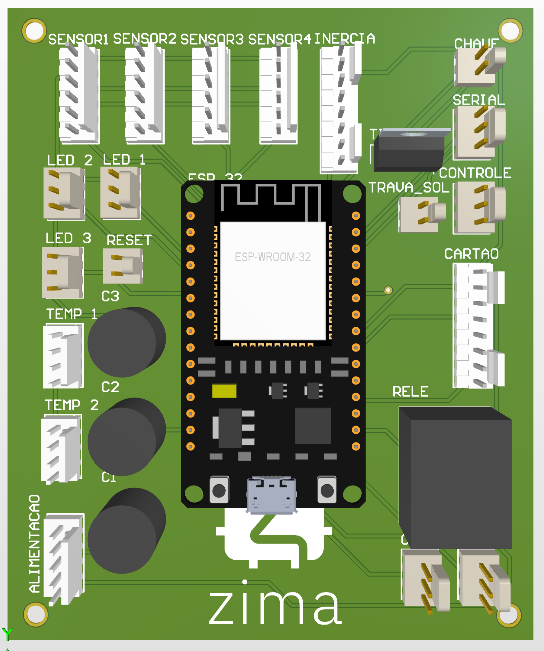 SENSOR1 SENSOR2 SENSOR3 SENSOR4 INERCIA
CHAVE
SERIAL
LED 2 LED 1
CONTROLE
ESP 32
TRAVA_SOL
LED 3 RESET
ESP-WROOM-32
CARTAO
C3
TEMP 1
C2
RELE
TEMP 2
C1
ALIMENTACAO
zima
Y